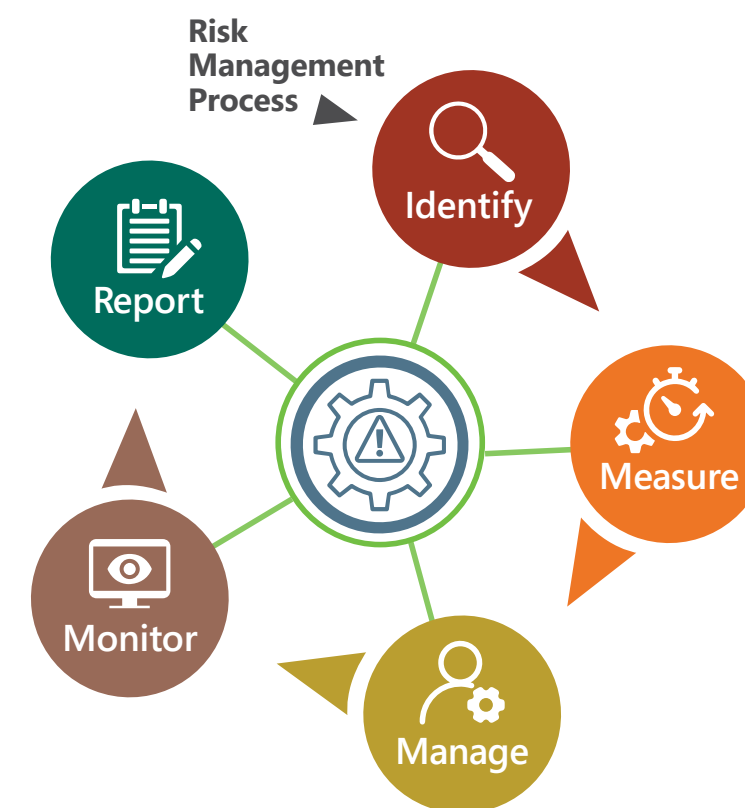 Risk
Management
Process
Identify
Measure
Manage
Monitor
Report